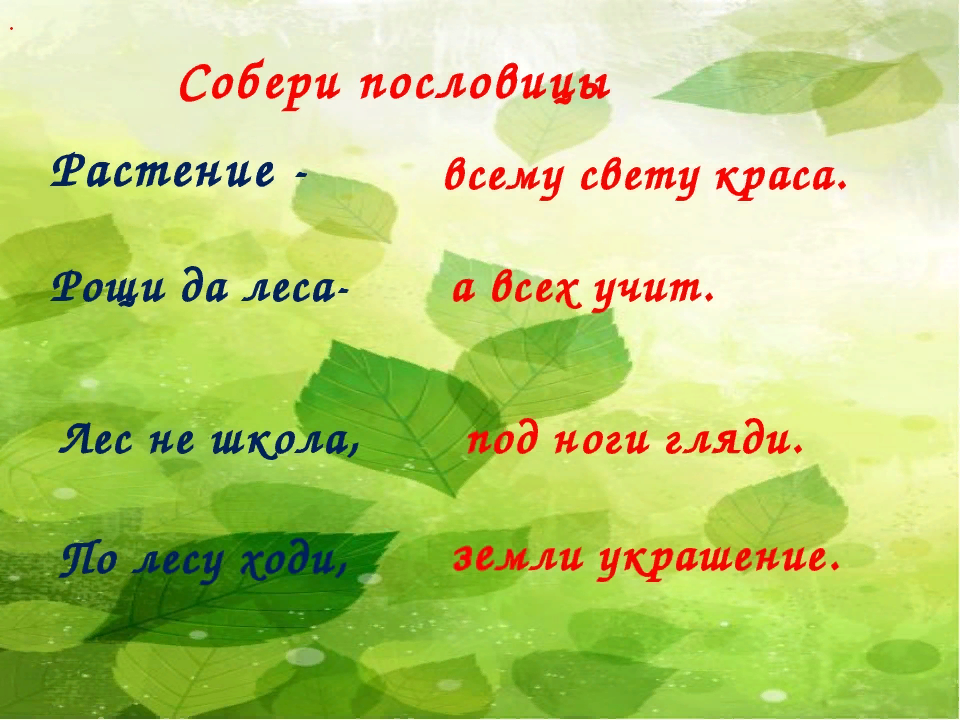 Собери пословицы
Растение - всему свету краса.
Рощи да леса- а всех учит.
Лес не школа, под ноги гляди.
По лесу ходи, земли украшение.